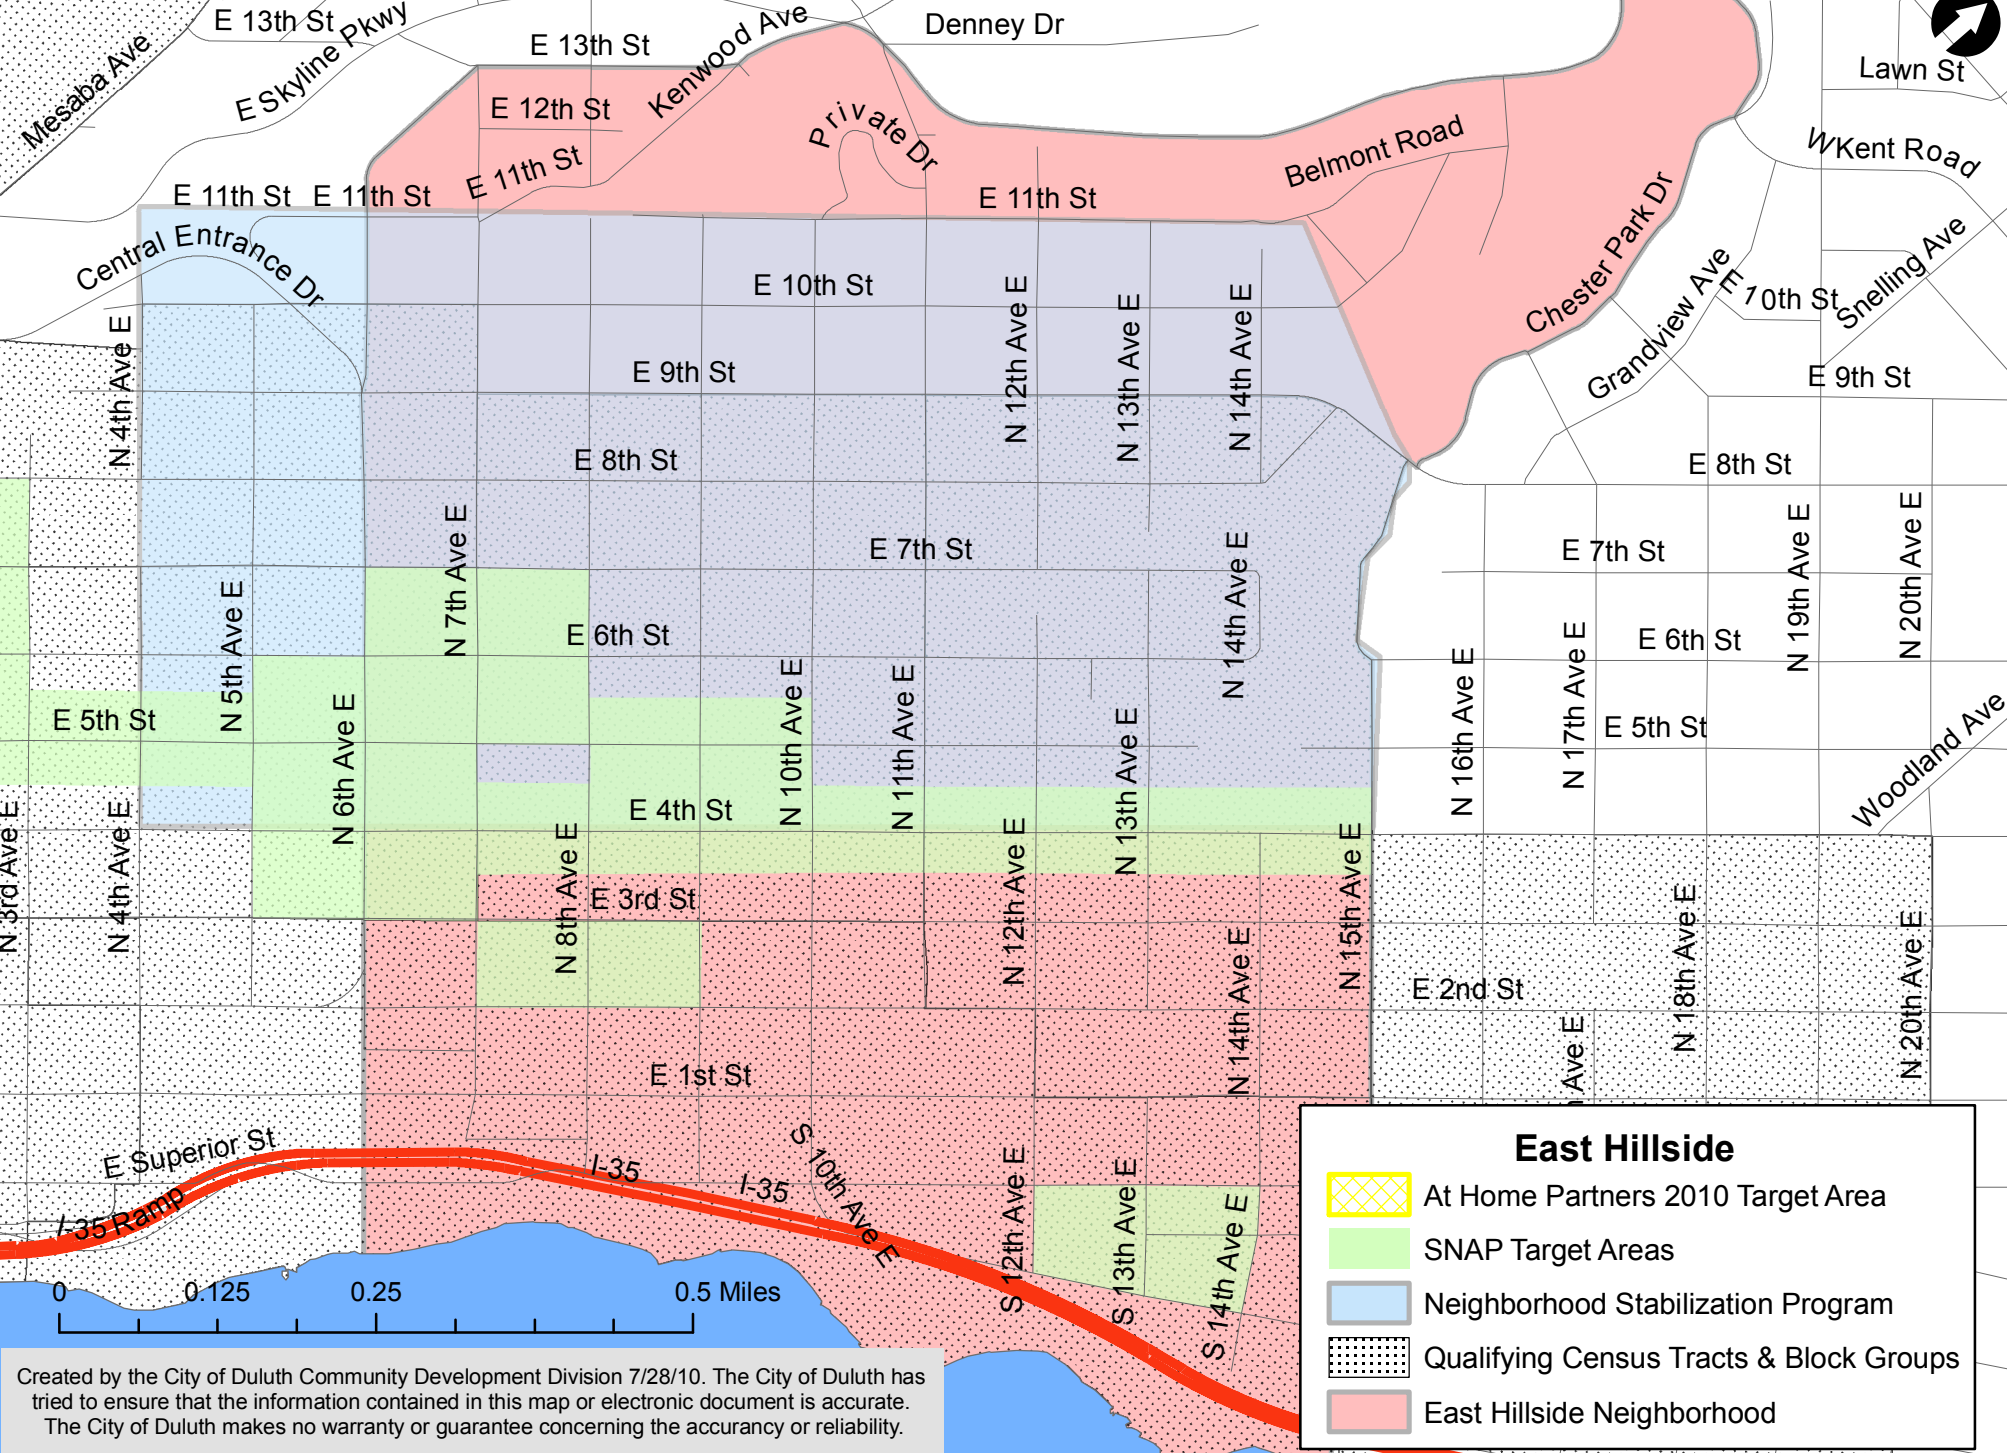 E 13th St
E Skyline Pkwy
Mesaba Ave
E 13th St
Kenwood Ave
Denney Dr
Lawn St
E 12th St
Private Dr
Belmont Road
W Kent Road
E 11th St
E 11th St
E 11th St
E 11th St
Chester Park Dr
Central Entrance Dr
E 10th St
Grandview Ave
E 10th St
Snelling Ave
N 4th Ave E
E 9th St
N 12th Ave E
N 13th Ave E
N 14th Ave E
E 9th St
E 8th St
E 8th St
N 7th Ave E
E 7th St
N 14th Ave E
E 7th St
N 19th Ave E
N 20th Ave E
N 5th Ave E
E 6th St
E 6th St
N 10th Ave E
N 11th Ave E
N 16th Ave E
N 17th Ave E
E 5th St
N 6th Ave E
N 13th Ave E
E 5th St
Woodland Ave
N 3rd Ave E
N 4th Ave E
E 4th St
N 8th Ave E
N 12th Ave E
N 15th Ave E
E 3rd St
N 14th Ave E
N 18th Ave E
N 20th Ave E
E 2nd St
Ave E
E 1st St
E Superior St
I-35 Ramp
I-35
I-35
S 10th Ave E
S 12th Ave E
S 13th Ave E
S 14th Ave E
0 0.125 0.25 0.5 Miles
East Hillside
At Home Partners 2010 Target Area
SNAP Target Areas
Neighborhood Stabilization Program
Qualifying Census Tracts & Block Groups
East Hillside Neighborhood
Created by the City of Duluth Community Development Division 7/28/10. The City of Duluth has
tried to ensure that the information contained in this map or electronic document is accurate.
The City of Duluth makes no warranty or guarantee concerning the accurancy or reliability.